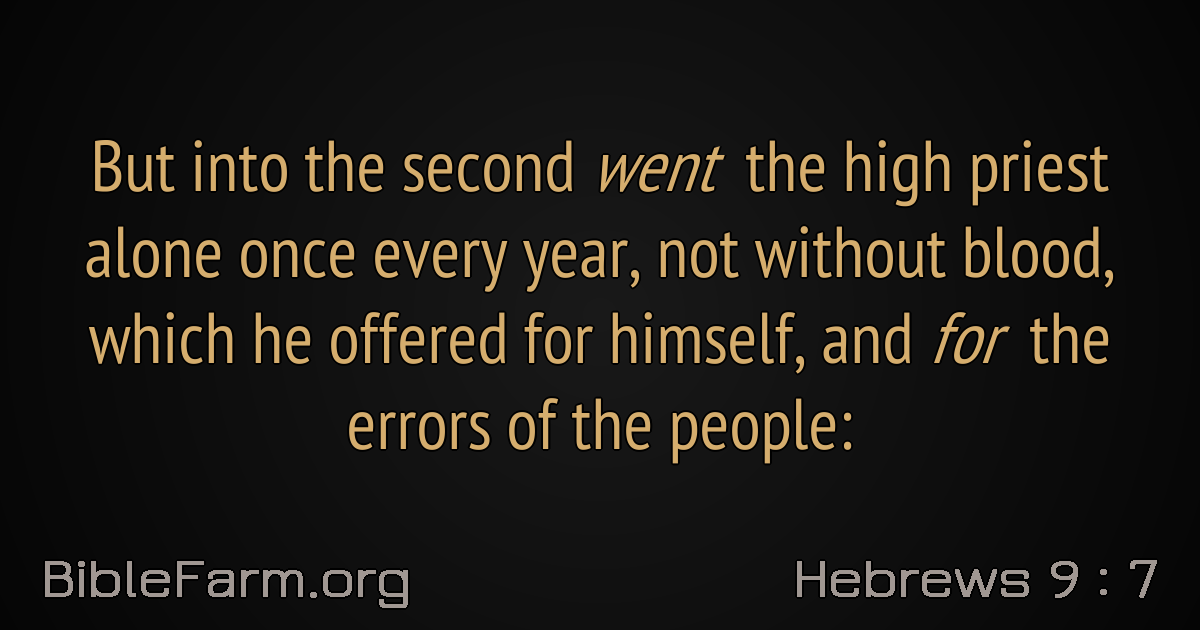 But into the second went the high priest
alone once every year, not without blood,
which he offered for himself, and for the
errors of the people:
BibleFarm.org
Hebrews 9 : 7